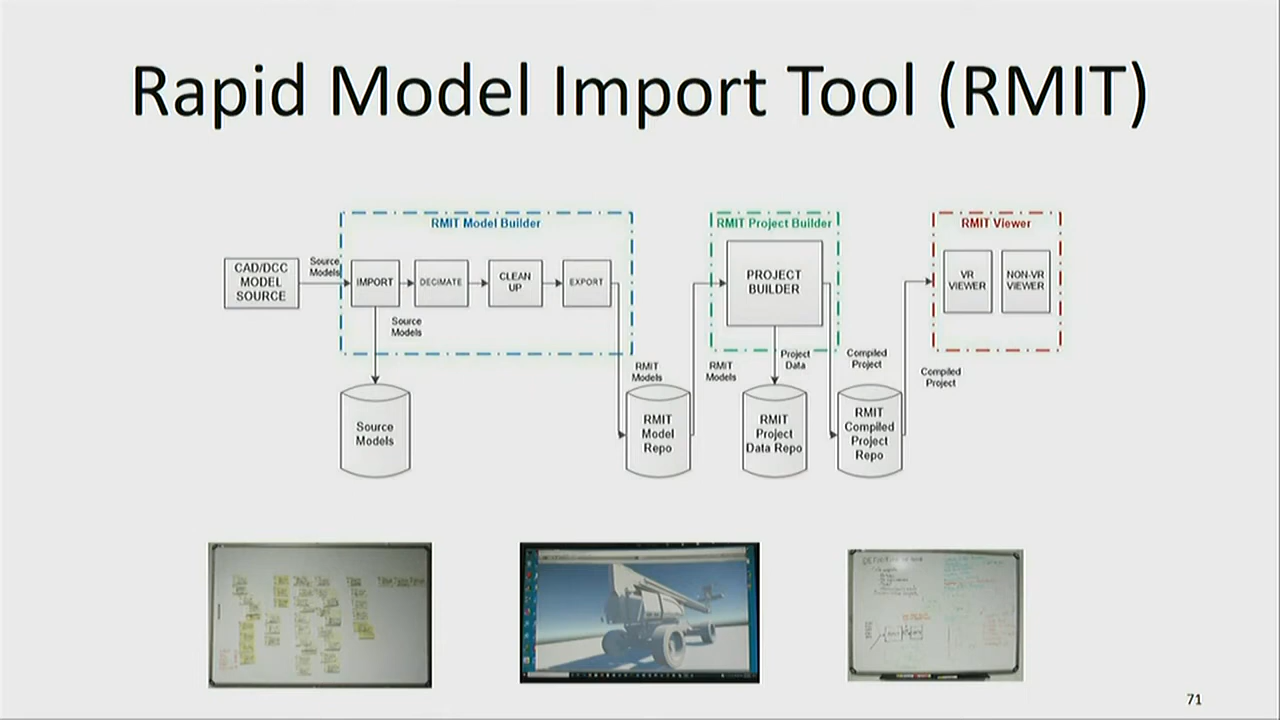 Rapid Model Import Tool (RMIT)
RMIT Model Builder
RMIT Project Builder
RMIT Viewer
CAD/DCC
MODEL
SOURCE
Source
Models
IMPORT
DECIMATE
CLEAN
UP
EXPORT
PROJECT
BUILDER
VR
VIEWER
NON-VR
VIEWER
Source
Models
RMIT
Models
RMIT
Models
Project
Data
Compiled
Project
Compiled
Project
Source
Models
RMIT
Model
Repo
RMIT
Project
Data Repo
RMIT
Compiled
Project
Repo
71